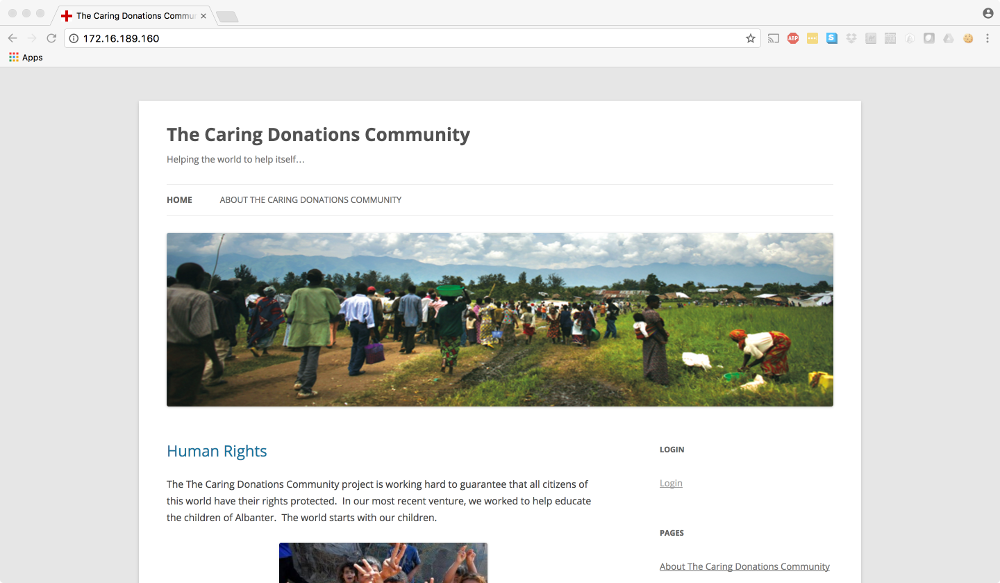 The Caring Donations Commu
172.16.189.160
ABP
S
Apps
The Caring Donations Community
Helping the world to help itself...
HOME
ABOUT THE CARING DONATIONS COMMUNITY
Human Rights
The The Caring Donations Community project is working hard to guarantee that all citizens of
this world have their rights protected.  In our most recent venture, we worked to help educate
the children of Albanter.  The world starts with our children.
LOGIN
Login
PAGES
About The Caring Donations Community